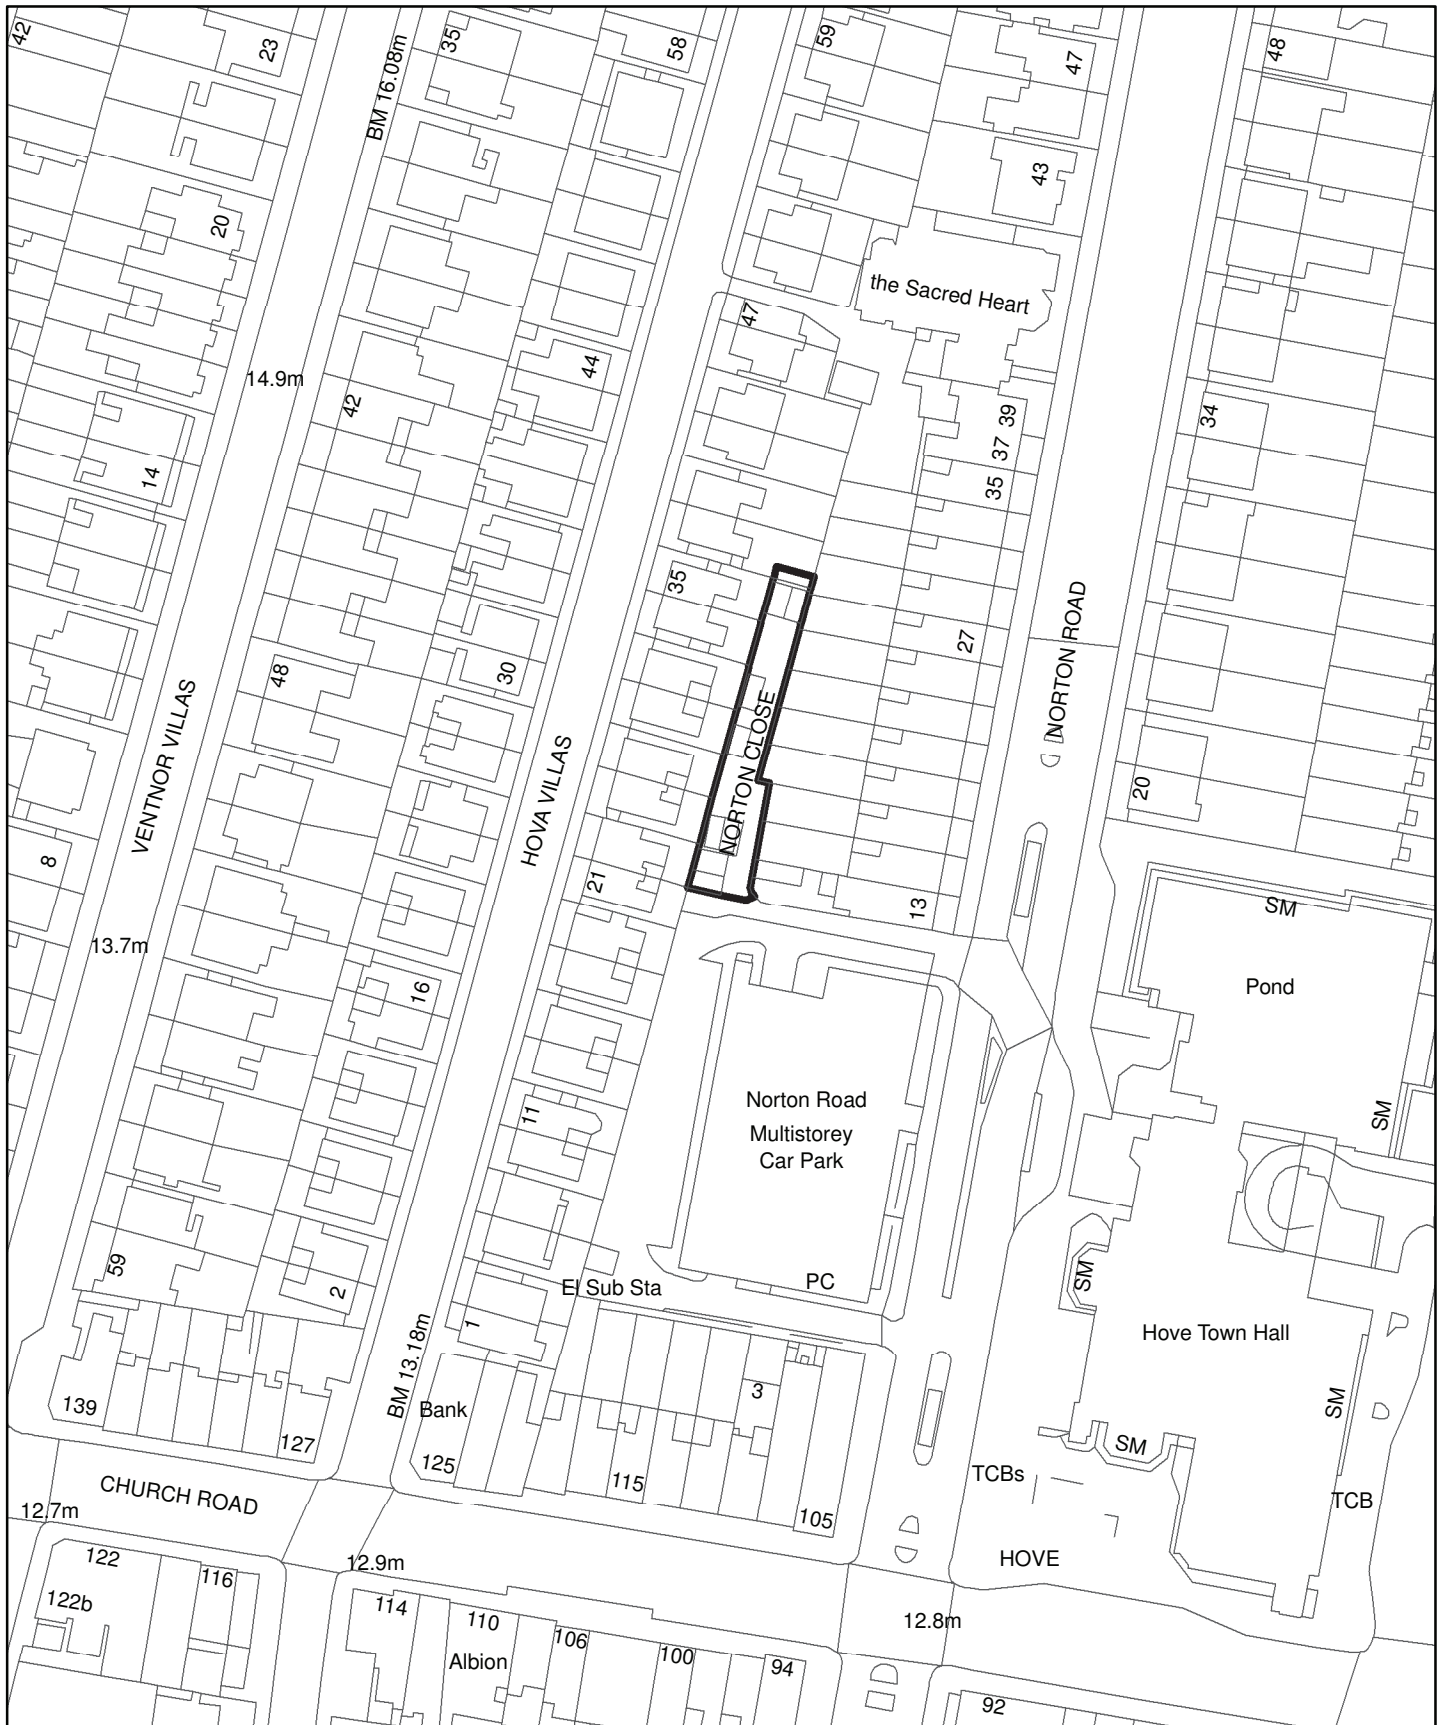 42
23
BM 16.08m
35
58
59
47
48
43
20
the Sacred Heart
47
14.9m
44
42
39
34
37
14
35
35
27
NORTON ROAD
30
48
NORTON CLOSE
VENTNOR VILLAS
HOVA VILLAS
20
8
21
13
SM
13.7m
16
Pond
Norton Road
Multistorey
Car Park
11
SM
59
2
El Sub Sta
PC
SM
1
Hove Town Hall
BM 13.18m
3
139
Bank
SM
127
125
115
SM
TCBs
CHURCH ROAD
105
TCB
12.7m
HOVE
122
12.9m
116
122b
114
110
106
12.8m
100
Albion
94
92